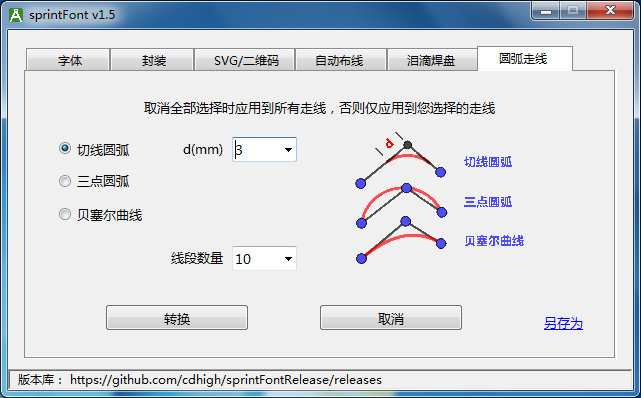 sprintFont v1.5
字体 封装 SVG/二维码 自动布线 泪滴焊盘 圆弧走线
取消全部选择时应用到所有走线，否则仅应用到您选择的走线
切线圆弧 d(mm) 3
d
切线圆弧
三点圆弧
三点圆弧
贝塞尔曲线
贝塞尔曲线
线段数量 10
转换 取消 另存为
版本库： https://github.com/cdhigh/sprintFontRelease/releases